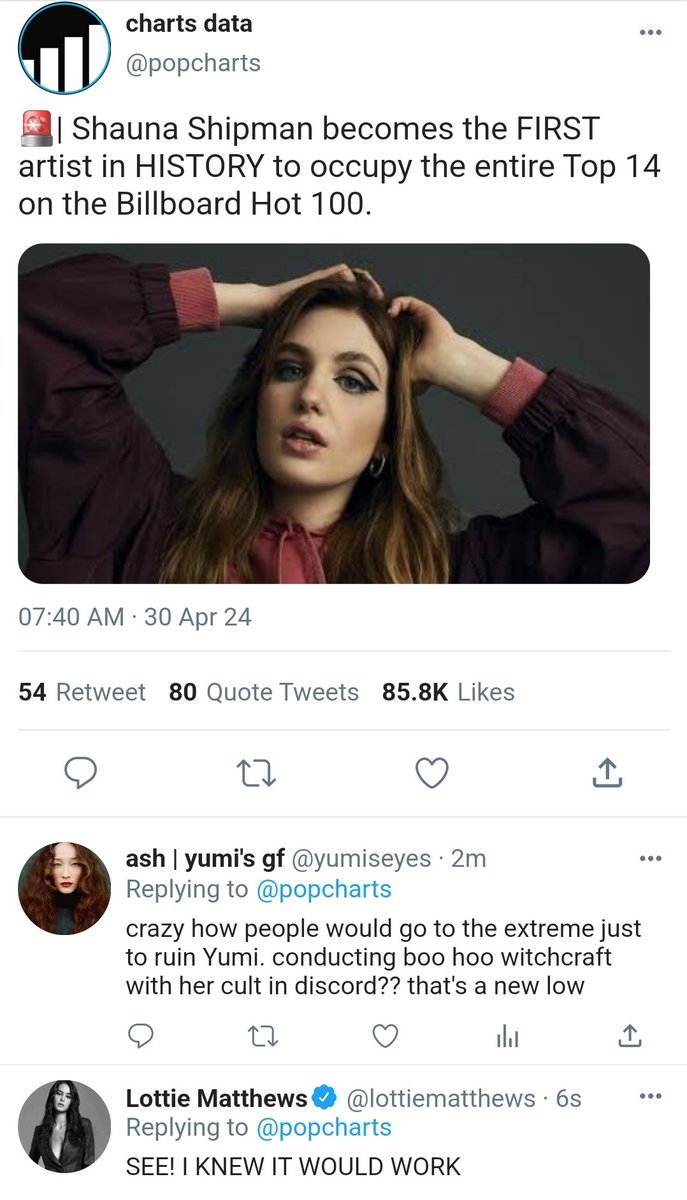 charts data
@popcharts
🚨| Shauna Shipman becomes the FIRST
artist in HISTORY to occupy the entire Top 14
on the Billboard Hot 100.
07:40 AM · 30 Apr 24
54 Retweet 80 Quote Tweets 85.8K Likes
ash | yumi's gf @yumiseyes · 2m
Replying to @popcharts
crazy how people would go to the extreme just
to ruin Yumi. conducting boo hoo witchcraft
with her cult in discord?? that's a new low
Lottie Matthews @lottiematthews · 6s
Replying to @popcharts
SEE! I KNEW IT WOULD WORK